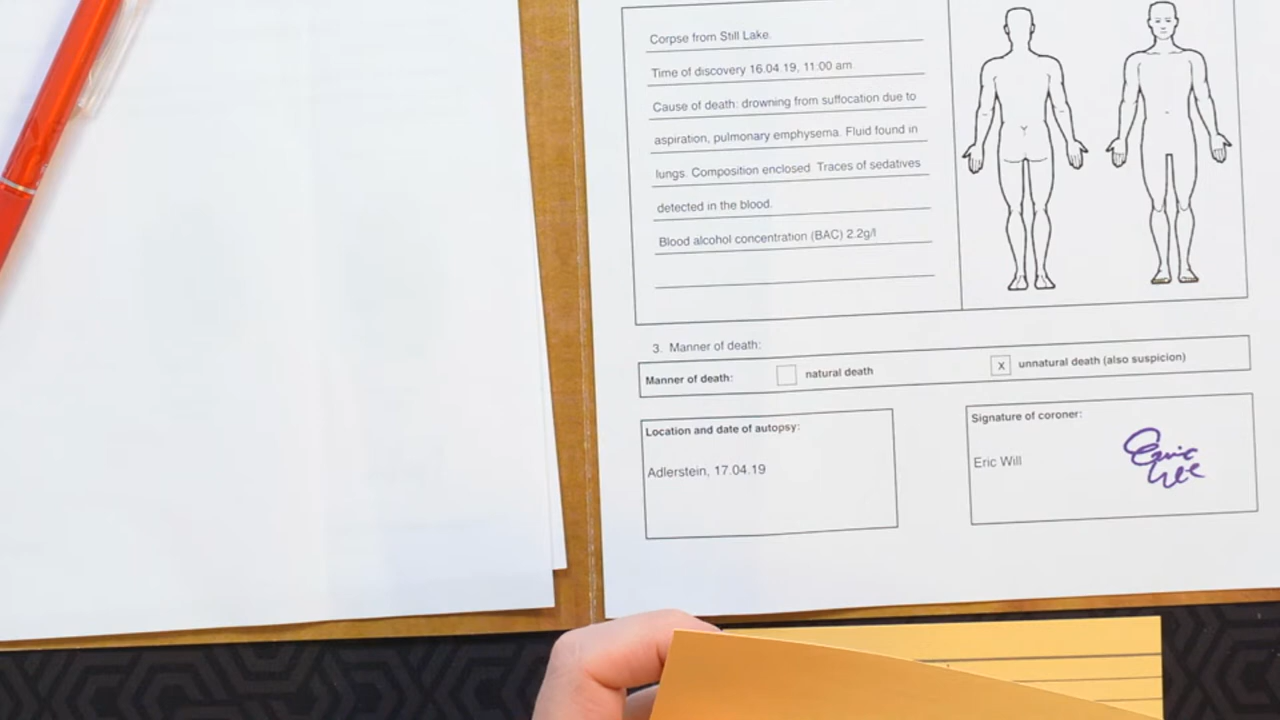 Corpse from Still Lake.
Time of discovery 16.04.19, 11:00 am
Cause of death: drowning from suffocation due to
aspiration, pulmonary emphysema. Fluid found in
lungs. Composition enclosed Traces of sedatives
detected in the blood.
Blood alcohol concentration (BAC) 2.2g/l
3. Manner of death:
Manner of death:
natural death
x unnatural death (also suspicion)
Location and date of autopsy:
Adlerstein, 17.04.19
Signature of coroner:
Eric Will
Eric Will